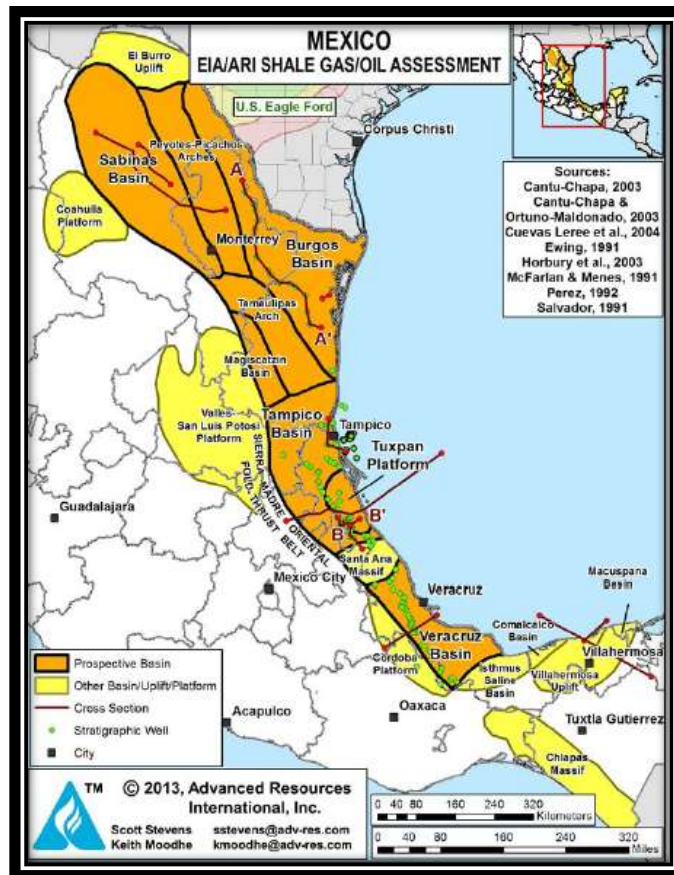 MEXICO
EIA/ARI SHALE GAS/OIL ASSESSMENT
El Burro
Uplift
U.S. Eagle Ford
Corpus Christi
Peyotes-Picachos
Arches
Sabinas
Basin
A
Coahuila
Platform
Monterrey
Burgos
Basin
Sources:
Cantu-Chapa, 2003
Cantu-Chapa &
Ortuno-Maldonado, 2003
Cuevas Leree et al., 2004
Ewing, 1991
Horbury et al., 2003
McFarlan & Menes, 1991
Perez, 1992
Salvador, 1991
Tamaulipas
Arch
A'
Magiscatzin
Basin
Valles-
San Luis Potosi
Platform
Tampico
Basin
Tampico
Tuxpan
Platform
SIERRA MADRE ORIENTAL
FOLD-THRUST BELT
Guadalajara
B
B'
Santa Ana
Massif
Mexico City
Veracruz
Macuspana
Basin
Comalcalco
Basin
Veracruz
Basin
Cordoba
Platform
Isthmus
Saline
Basin
Villahermosa
Villahermosa
Uplift
Acapulco
Oaxaca
Tuxtla Gutierrez
Chiapas
Massif
Prospective Basin
Other Basin/Uplift/Platform
Cross Section
Stratigraphic Well
City
TM
© 2013, Advanced Resources
International, Inc.
Scott Stevens sstevens@adv-res.com
Keith Moodhe kmoodhe@adv-res.com
0 40 80 160 240 320
Kilometers
0 40 80 160 240 320
Miles